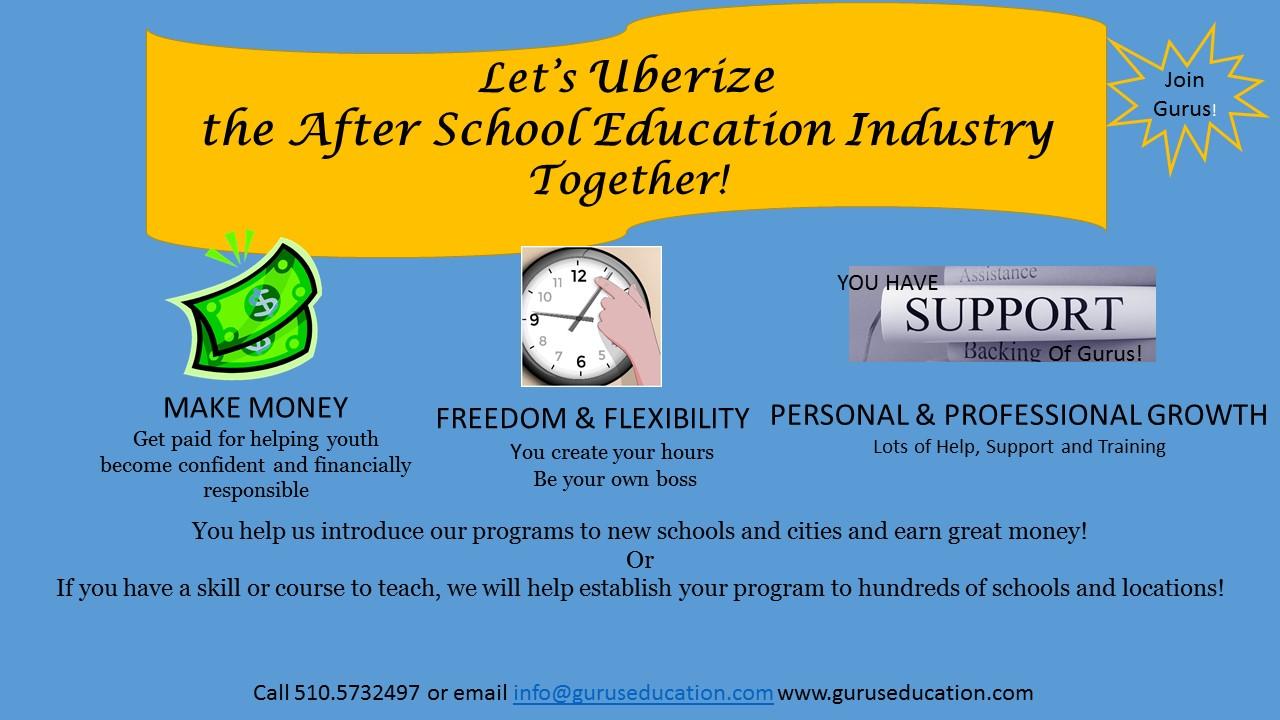 Let's Uberize
the After School Education Industry
Together!
Join
Gurus!
12
11
10
9
8
7
6
5
YOU HAVE
Assistance
SUPPORT
Backing Of Gurus!
MAKE MONEY
Get paid for helping youth
become confident and financially
responsible
FREEDOM & FLEXIBILITY
You create your hours
Be your own boss
PERSONAL & PROFESSIONAL GROWTH
Lots of Help, Support and Training
You help us introduce our programs to new schools and cities and earn great money!
Or
If you have a skill or course to teach, we will help establish your program to hundreds of schools and locations!
Call 510.5732497 or email info@guruseducation.com www.guruseducation.com